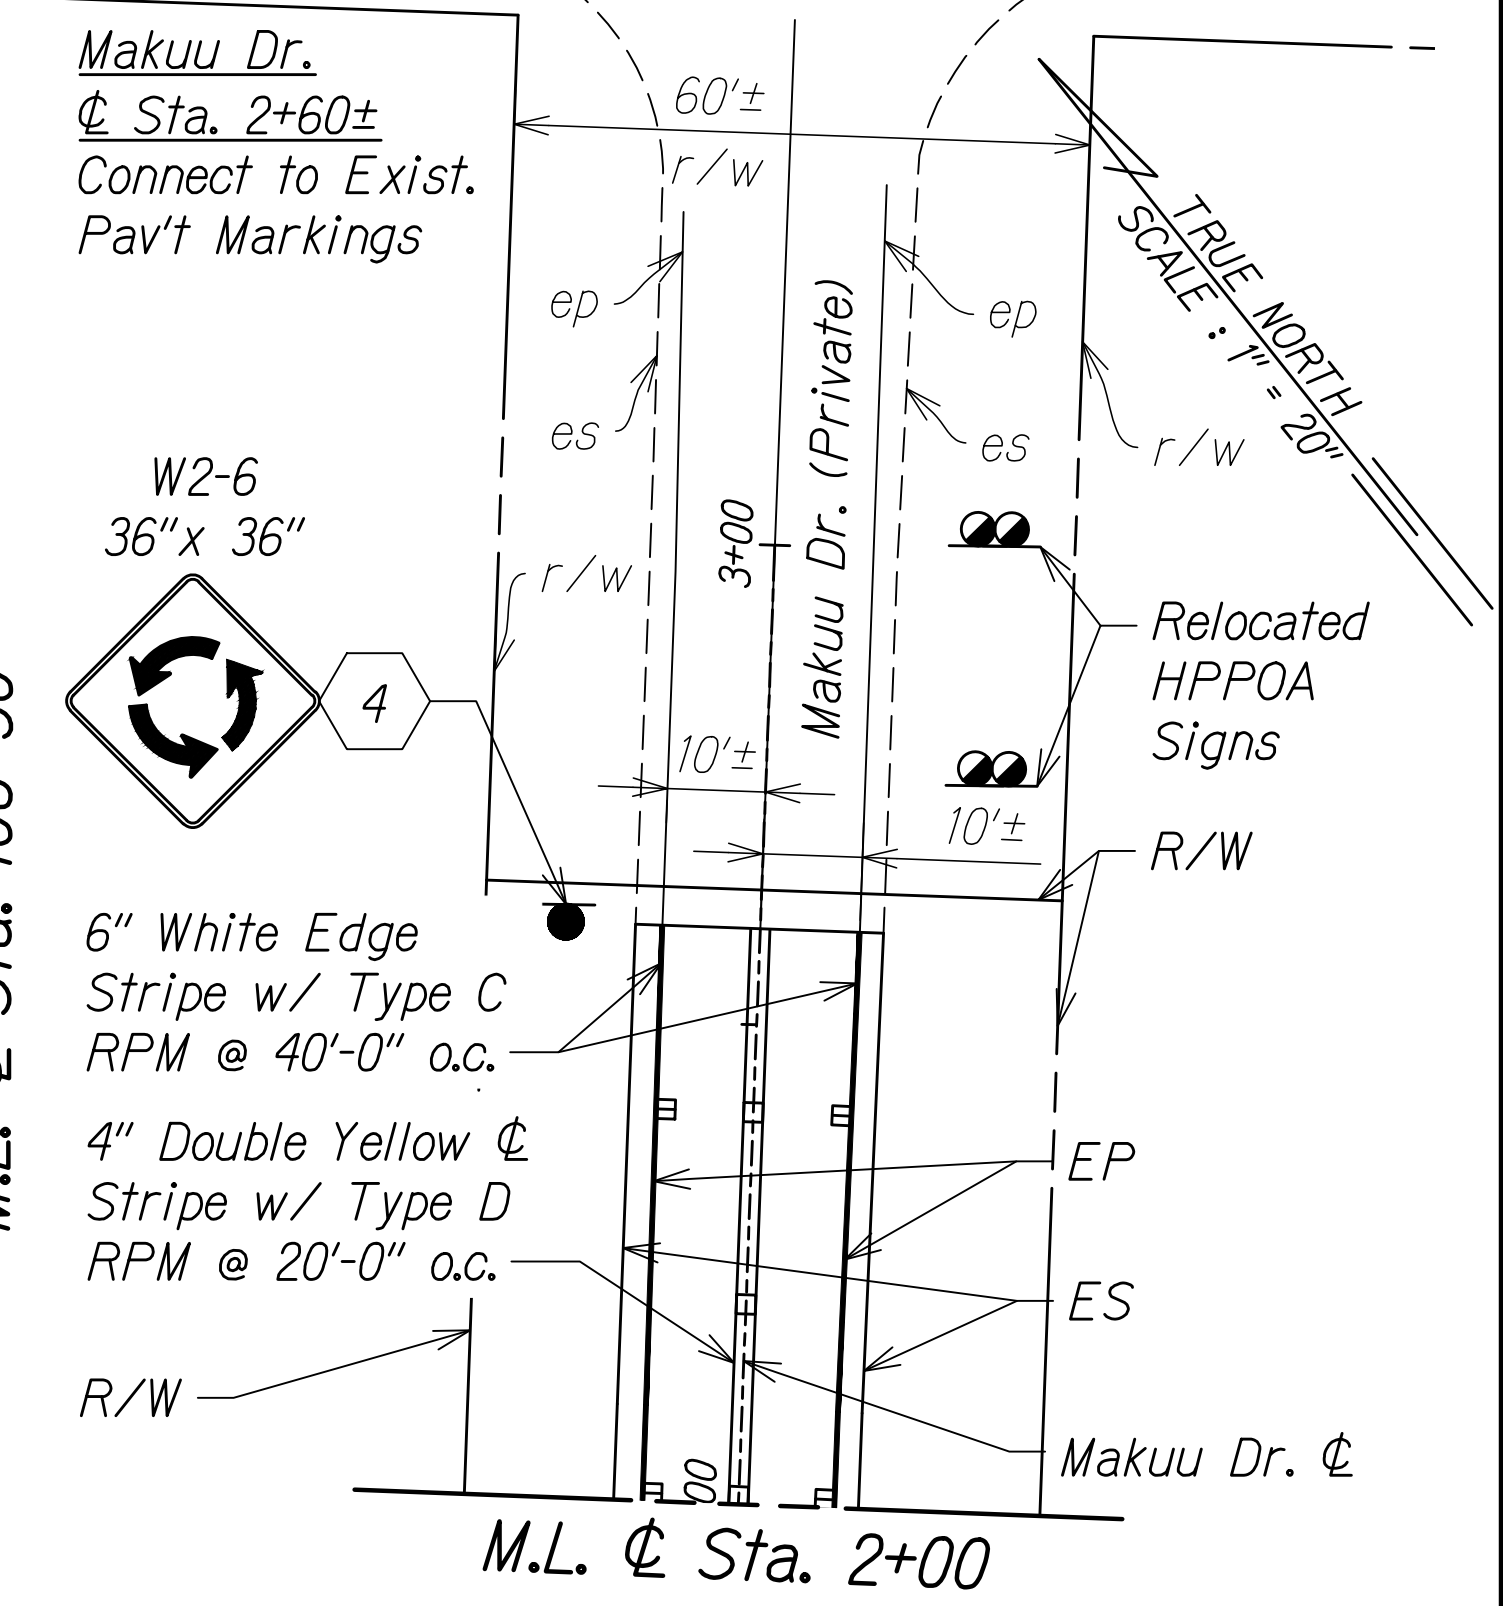 Makuu Dr.
℄ Sta. 2+60±
Connect to Exist.
Pav't Markings
60'±
r/w
TRUE NORTH
SCALE : 1" = 20"
ep
ep
es
es
r/w
r/w
Makuu Dr. (Private)
3+00
W2-6
36"x 36"
4
Relocated
HPPOA
Signs
10'±
10'±
R/W
6" White Edge
Stripe w/ Type C
RPM @ 40'-0" o.c.
4" Double Yellow ℄
Stripe w/ Type D
RPM @ 20'-0" o.c.
EP
ES
R/W
Makuu Dr. ℄
00
M.L. ℄ Sta. 2+00
M.L. ℄ Sta.